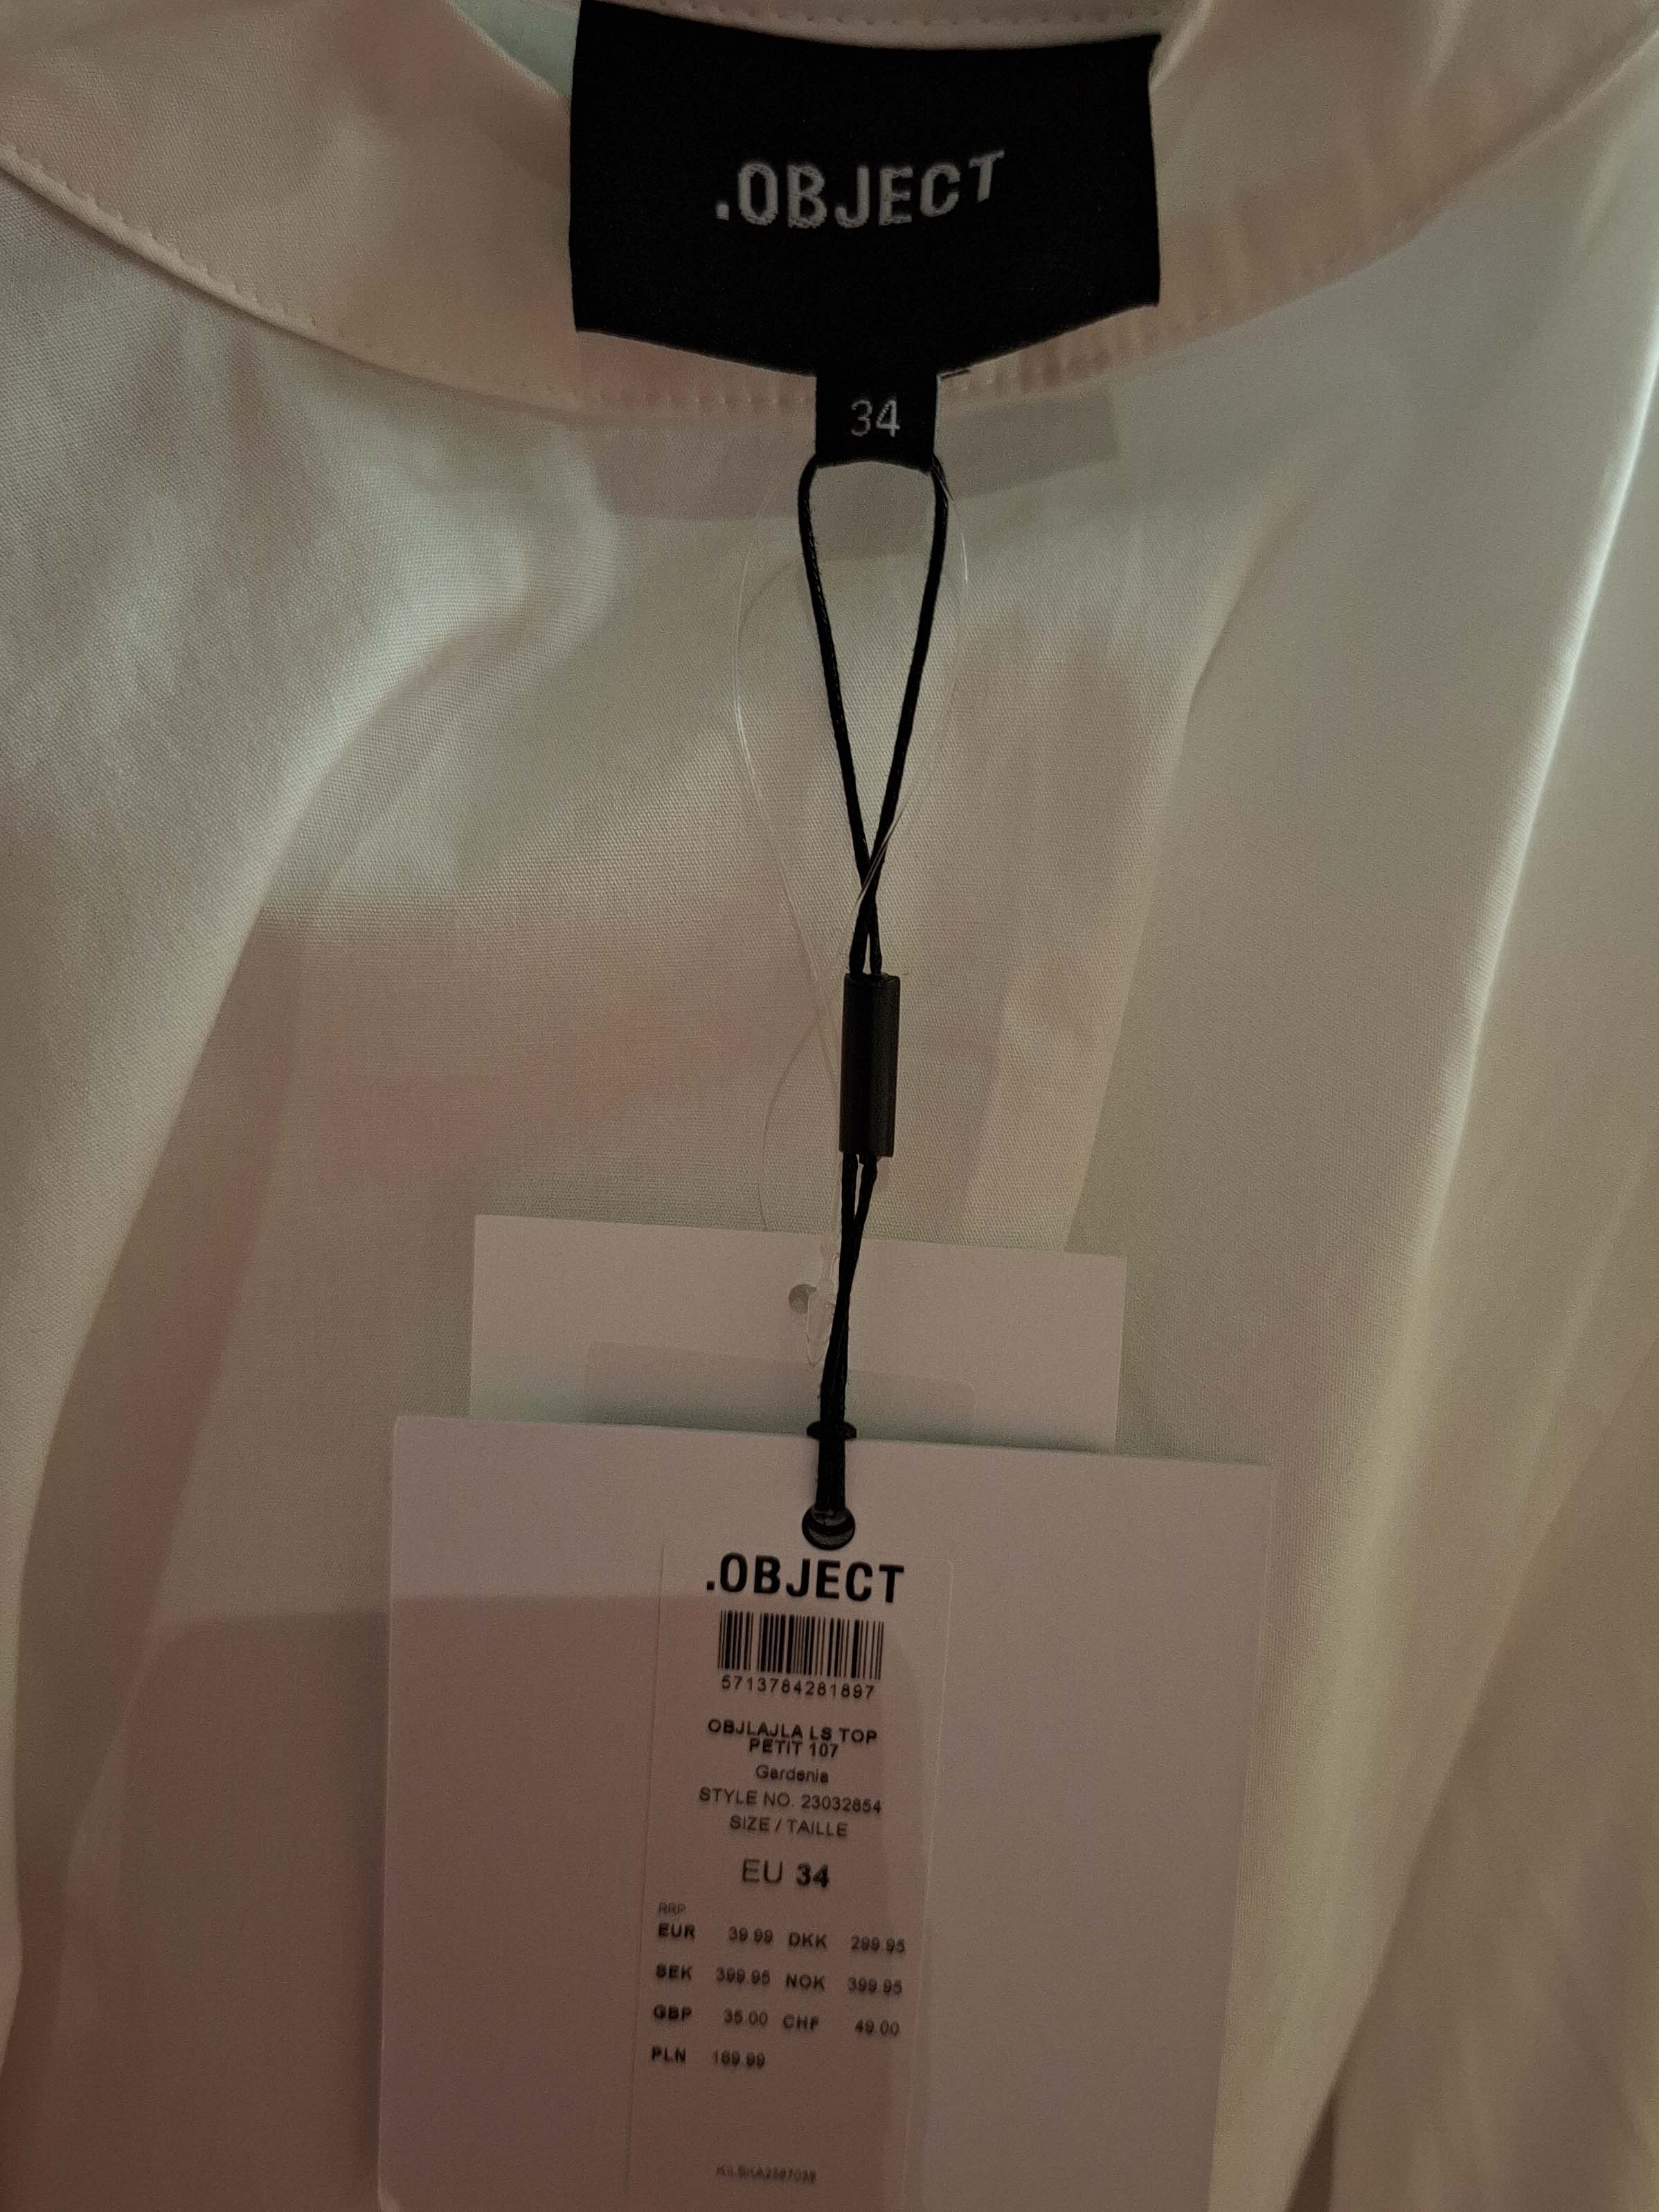 .OBJECT
34
.OBJECT
5713784281897
OBJLAJLA LS TOP
PETIT 107
Gardenia
STYLE NO. 23032854
SIZE / TAILLE
EU 34
RRP
EUR 39.99 DKK 299.95
SEK 399.95 NOK 399.95
GBP 35.00 CHF 49.00
PLN 169.99